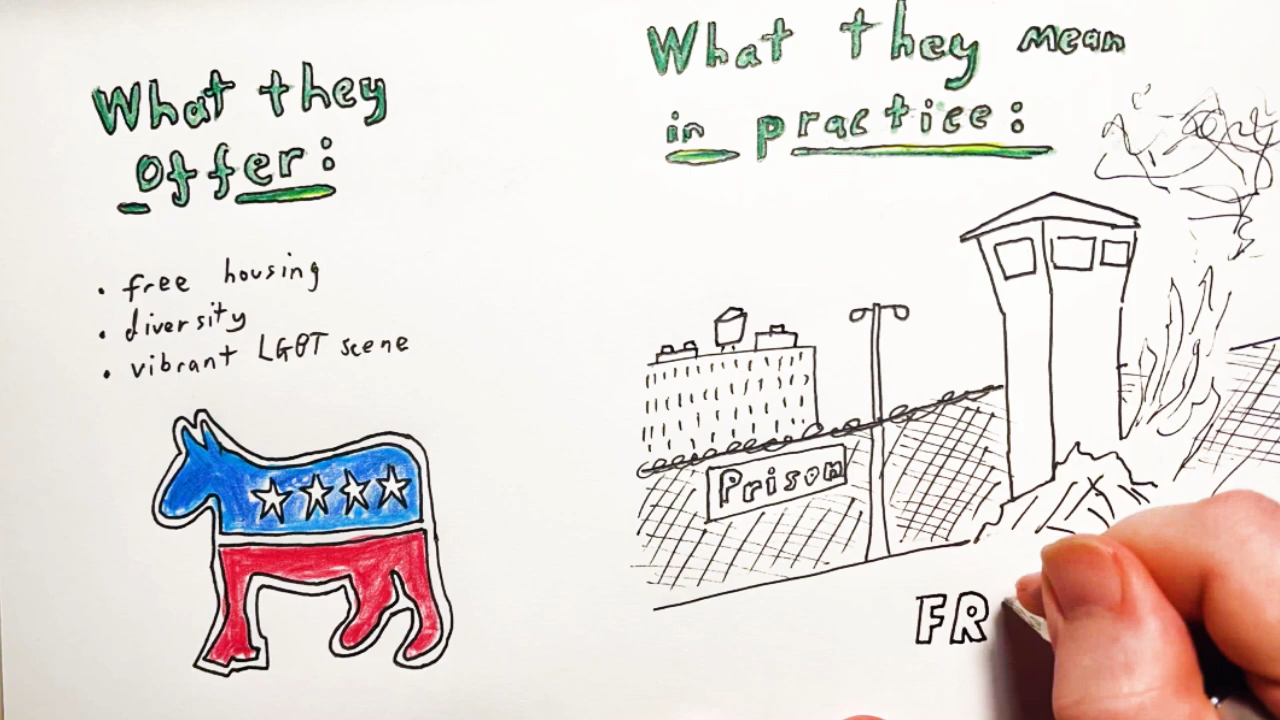 What they
offer:
• free housing
• diversity
• vibrant LGBT scene
What they mean
in practice:
Prison
FR